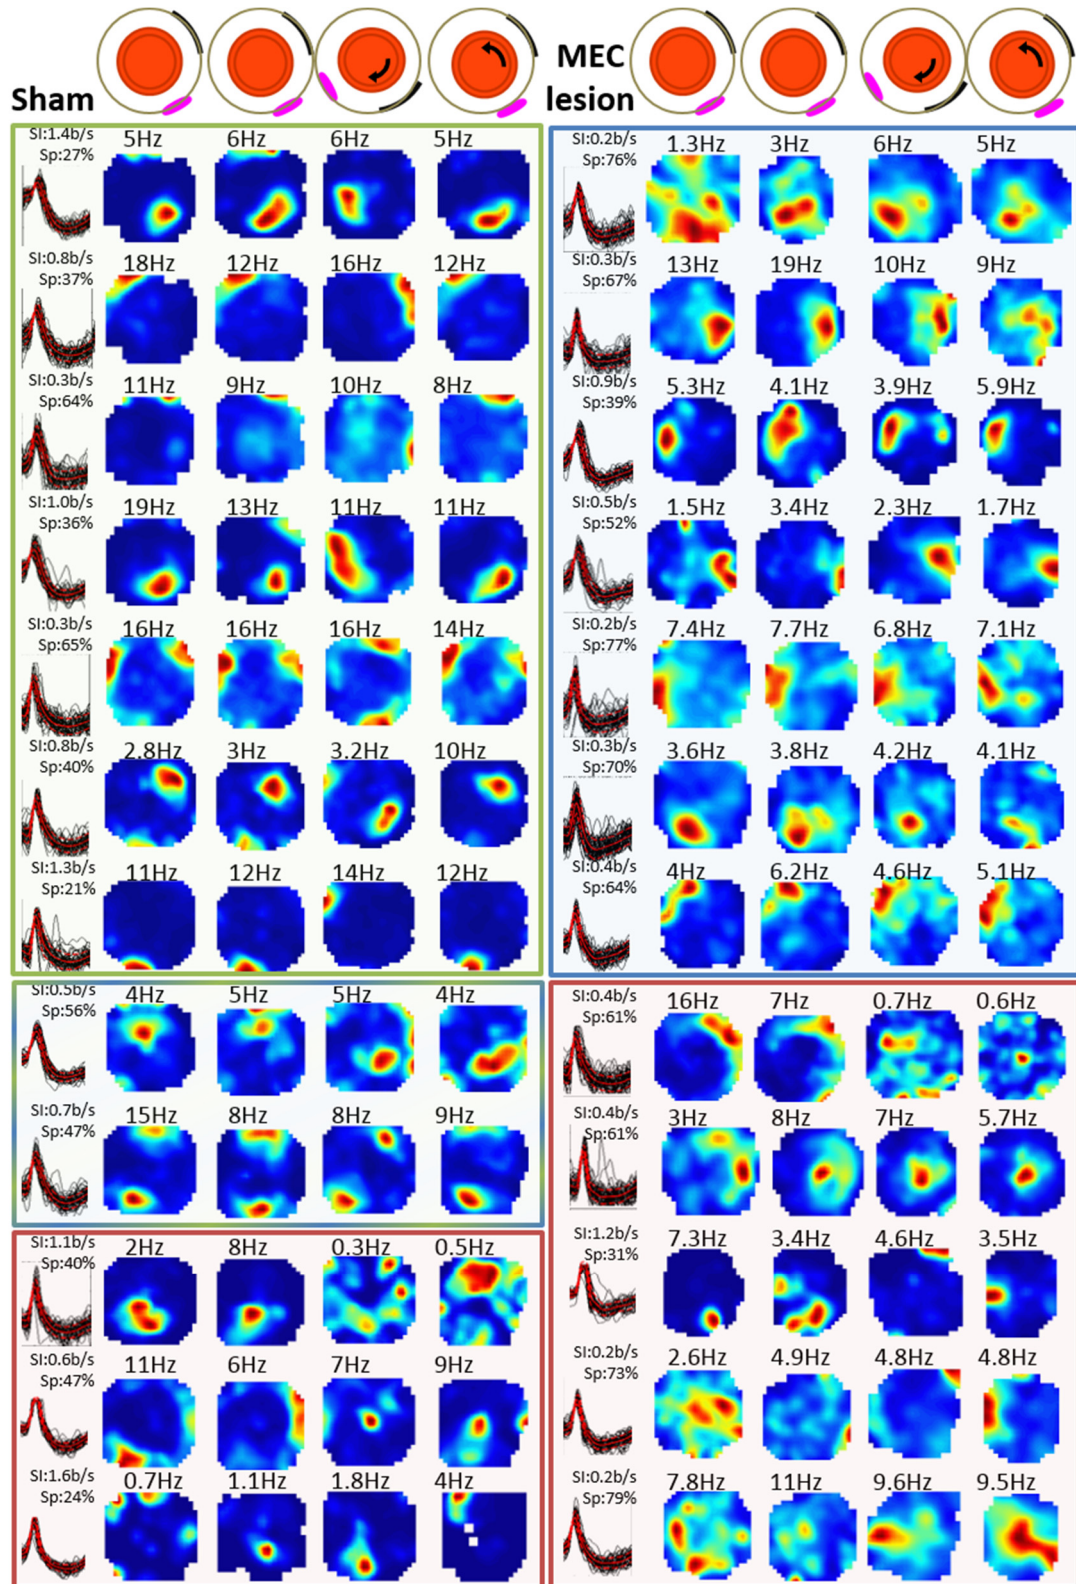 Sham
MEC
lesion
SI:1.4b/s
Sp:27%
5Hz 6Hz 6Hz 5Hz
SI:0.8b/s
Sp:37%
18Hz 12Hz 16Hz 12Hz
SI:0.3b/s
Sp:64%
11Hz 9Hz 10Hz 8Hz
SI:1.0b/s
Sp:36%
19Hz 13Hz 11Hz 11Hz
SI:0.3b/s
Sp:65%
16Hz 16Hz 16Hz 14Hz
SI:0.8b/s
Sp:40%
2.8Hz 3Hz 3.2Hz 10Hz
SI:1.3b/s
Sp:21%
11Hz 12Hz 14Hz 12Hz
SI:0.5b/s
Sp:56%
4Hz 5Hz 5Hz 4Hz
SI:0.7b/s
Sp:47%
15Hz 8Hz 8Hz 9Hz
SI:1.1b/s
Sp:40%
2Hz 8Hz 0.3Hz 0.5Hz
SI:0.6b/s
Sp:47%
11Hz 6Hz 7Hz 9Hz
SI:1.6b/s
Sp:24%
0.7Hz 1.1Hz 1.8Hz 4Hz
SI:0.2b/s
Sp:76%
1.3Hz 3Hz 6Hz 5Hz
SI:0.3b/s
Sp:67%
13Hz 19Hz 10Hz 9Hz
SI:0.9b/s
Sp:39%
5.3Hz 4.1Hz 3.9Hz 5.9Hz
SI:0.5b/s
Sp:52%
1.5Hz 3.4Hz 2.3Hz 1.7Hz
SI:0.2b/s
Sp:77%
7.4Hz 7.7Hz 6.8Hz 7.1Hz
SI:0.3b/s
Sp:70%
3.6Hz 3.8Hz 4.2Hz 4.1Hz
SI:0.4b/s
Sp:64%
4Hz 6.2Hz 4.6Hz 5.1Hz
SI:0.4b/s
Sp:61%
16Hz 7Hz 0.7Hz 0.6Hz
SI:0.4b/s
Sp:61%
3Hz 8Hz 7Hz 5.7Hz
SI:1.2b/s
Sp:31%
7.3Hz 3.4Hz 4.6Hz 3.5Hz
SI:0.2b/s
Sp:73%
2.6Hz 4.9Hz 4.8Hz 4.8Hz
SI:0.2b/s
Sp:79%
7.8Hz 11Hz 9.6Hz 9.5Hz